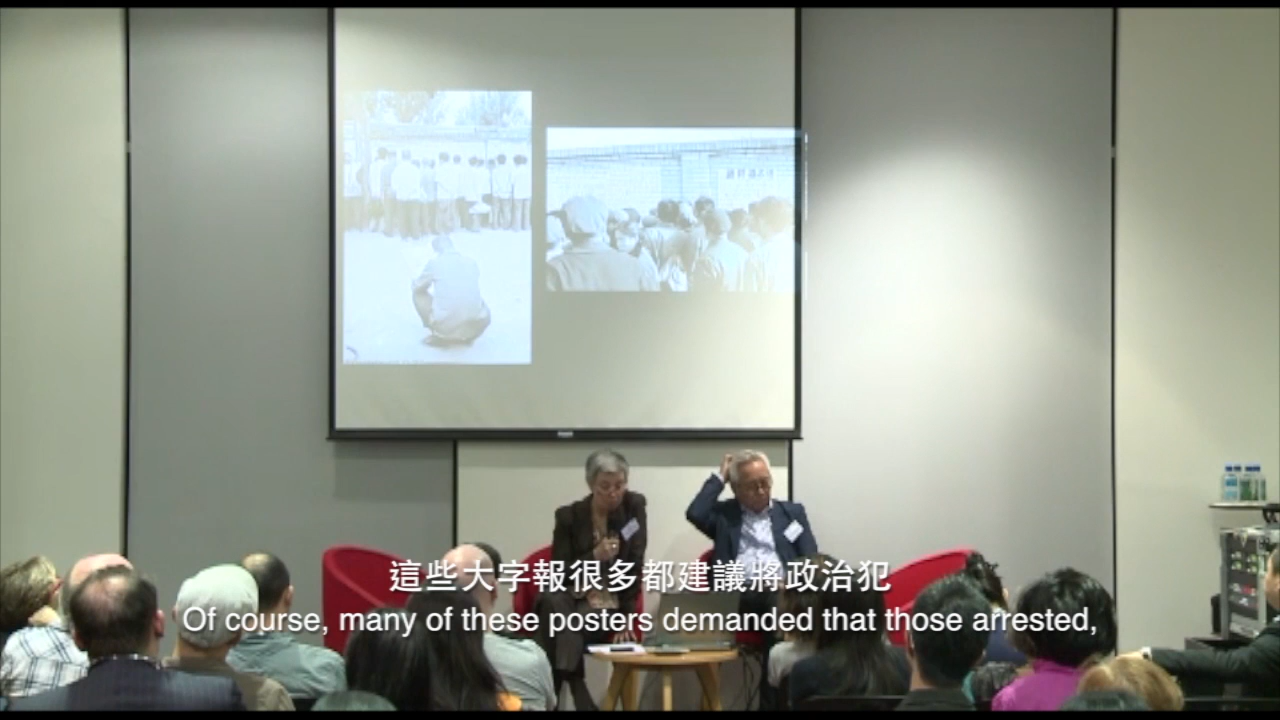 這些大字報很多都建議將政治犯
Of course, many of these posters demanded that those arrested,